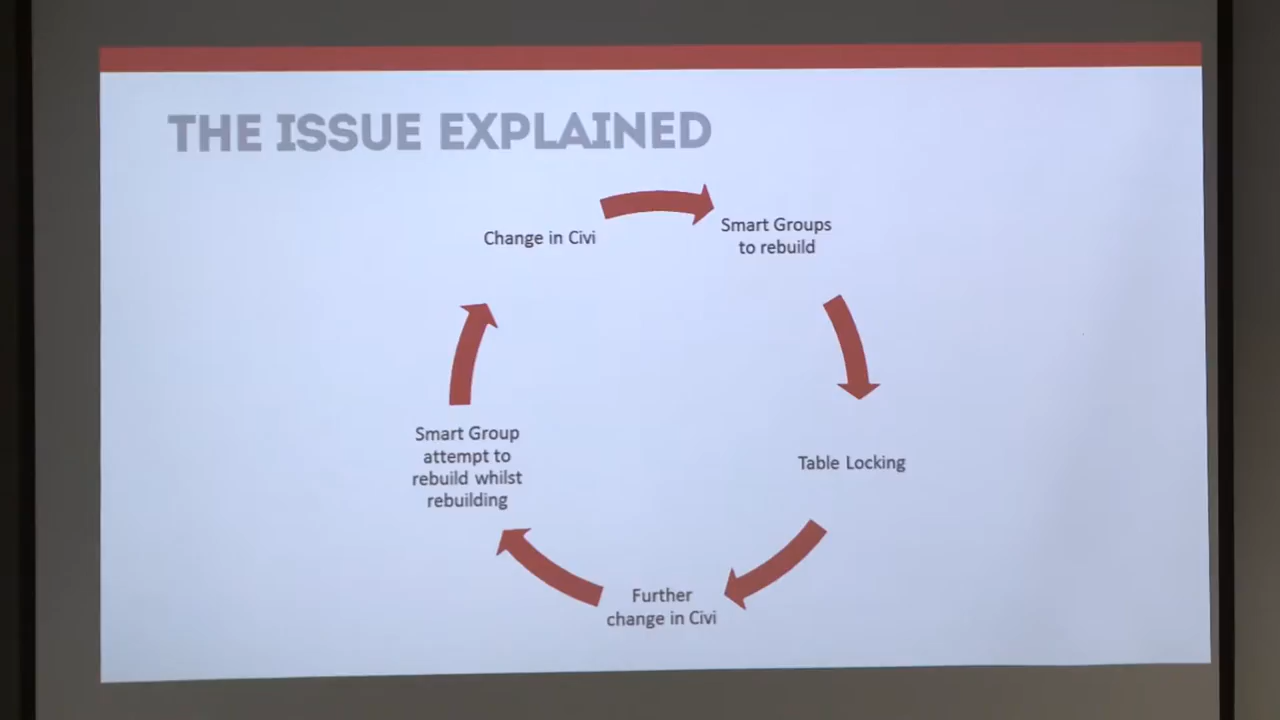 THE ISSUE EXPLAINED
Change in Civi
Smart Groups
to rebuild
Table Locking
Further
change in Civi
Smart Group
attempt to
rebuild whilst
rebuilding